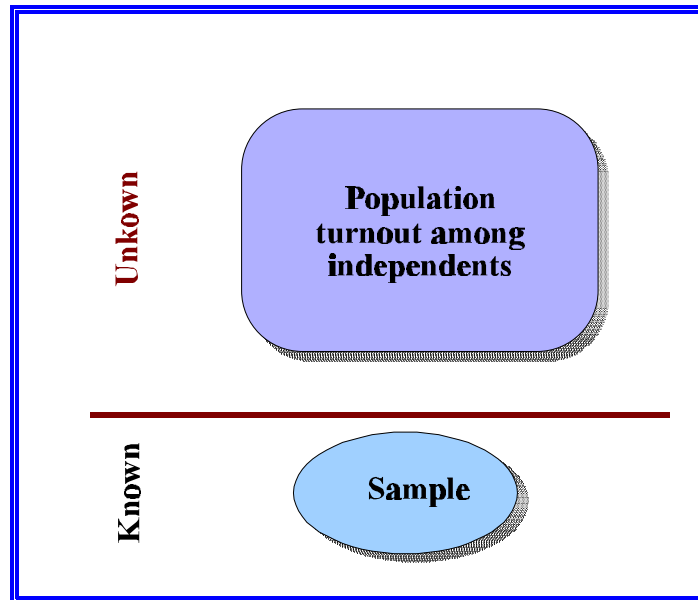 Unkown
Population
turnout among
independents
Known
Sample